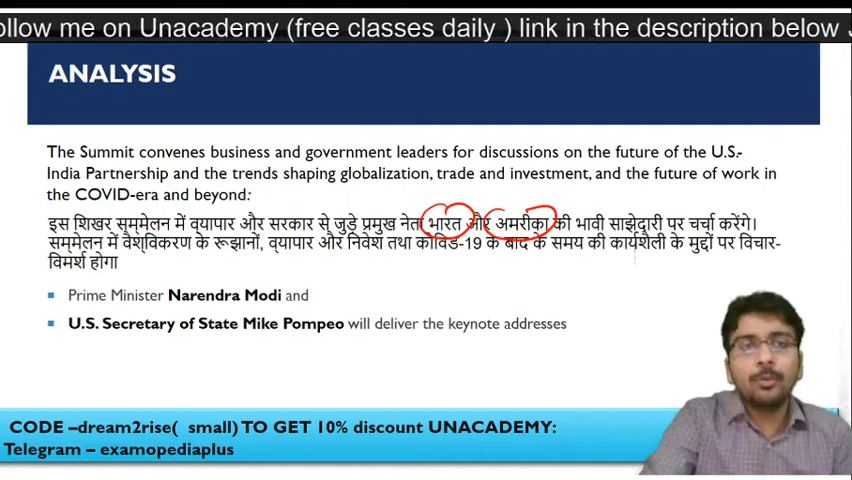 ollow me on Unacademy (free classes daily ) link in the description below
ANALYSIS
The Summit convenes business and government leaders for discussions on the future of the U.S.-
India Partnership and the trends shaping globalization, trade and investment, and the future of work in
the COVID-era and beyond:
इस शिखर सम्मेलन में व्यापार और सरकार से जुड़े प्रमुख नेता भारत और अमरीका की भावी साझेदारी पर चर्चा करेंगे।
सम्मेलन में वैश्विकरण के रूझानों, व्यापार और निवेश तथा कोविड-19 के बाद के समय की कार्यशैली के मुद्दों पर विचार-
विमर्श होगा
Prime Minister Narendra Modi and
U.S. Secretary of State Mike Pompeo will deliver the keynote addresses
CODE –dream2rise( small) TO GET 10% discount UNACADEMY:
Telegram – examopediaplus